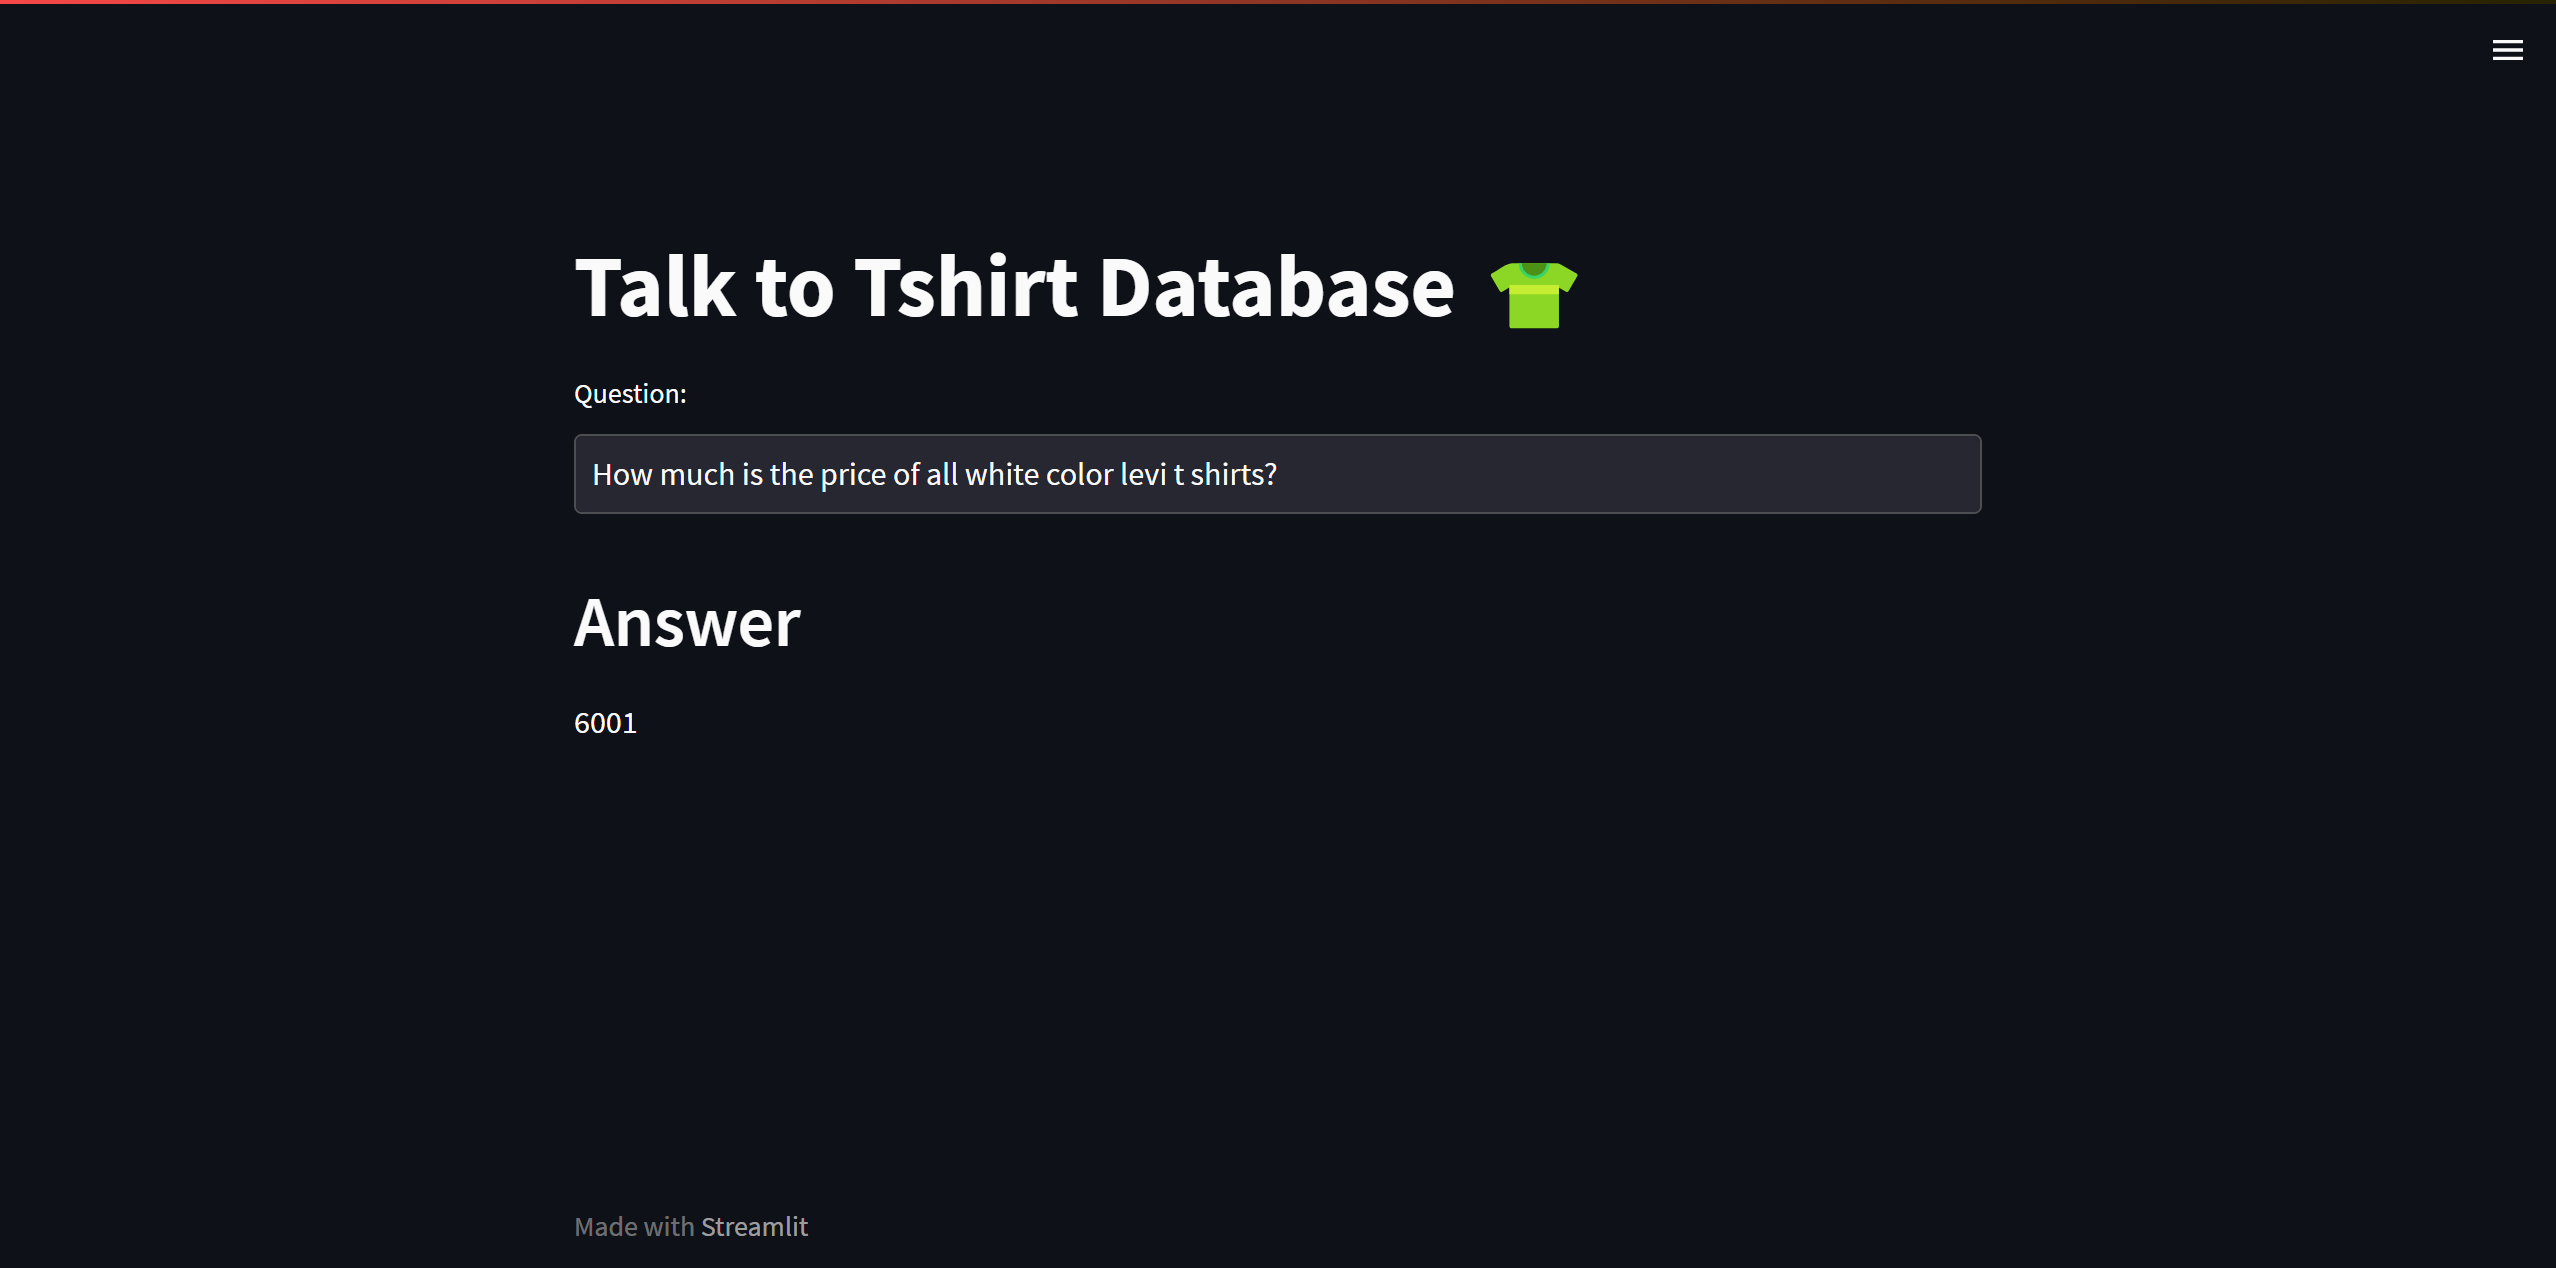 Talk to Tshirt Database
Question:
How much is the price of all white color levi t shirts?
Answer
6001
Made with Streamlit